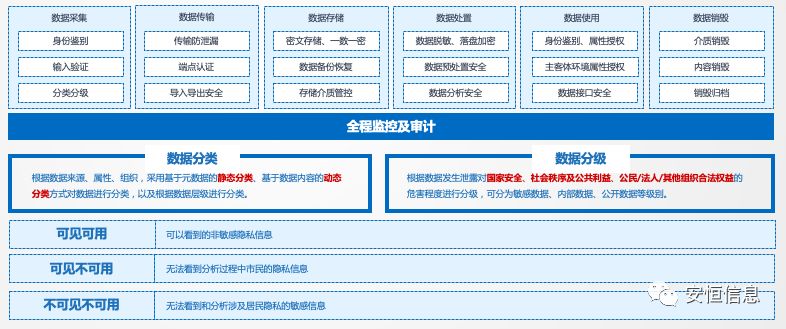 数据采集
身份鉴别
输入验证
分类分级
数据传输
传输防泄漏
端点认证
导入导出安全
数据存储
密文存储、一数一密
数据备份恢复
存储介质管控
数据处置
数据脱敏、落盘加密
数据预处置安全
数据分析安全
数据使用
身份鉴别、属性授权
主客体环境属性授权
数据接口安全
数据销毁
介质销毁
内容销毁
销毁归档
全程监控及审计
数据分类
根据数据来源、属性、组织，采用基于元数据的静态分类、基于数据内容的动态
分类方式对数据进行分类，以及根据数据层级进行分类。
数据分级
根据数据发生泄露对国家安全、社会秩序及公共利益、公民/法人/其他组织合法权益的
危害程度进行分级，可分为敏感数据、内部数据、公开数据等级别。
可见可用
可以看到的非敏感隐私信息
可见不可用
无法看到分析过程中市民的隐私信息
不可见不可用
无法看到和分析涉及居民隐私的敏感信息
安恒信息